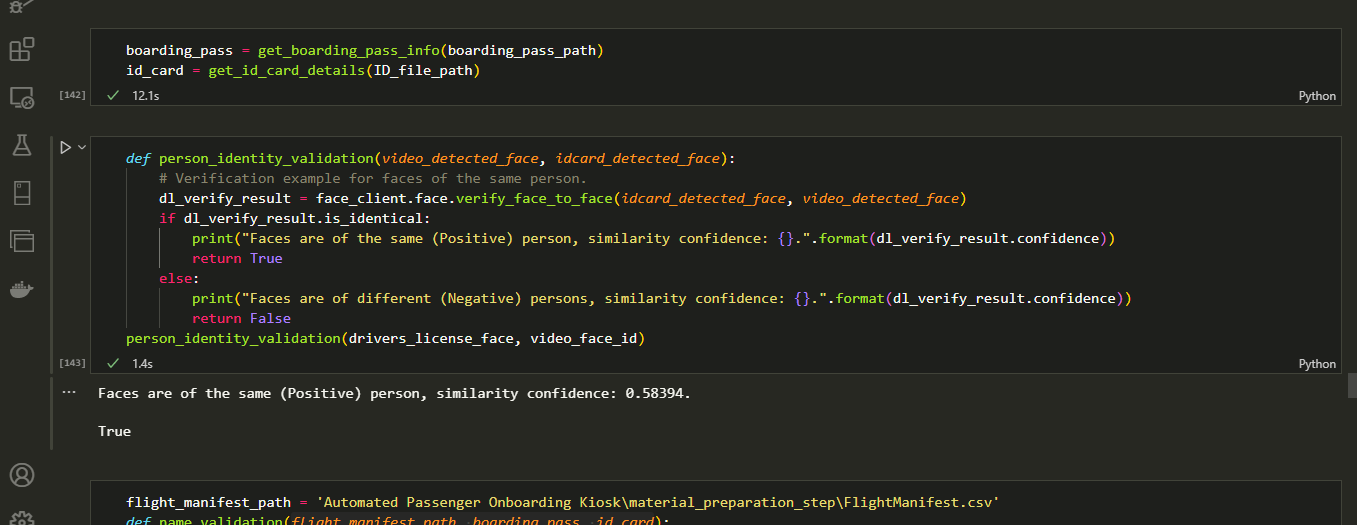 boarding_pass = get_boarding_pass_info(boarding_pass_path)
id_card = get_id_card_details(ID_file_path)
[142]
12.1s
Python
def person_identity_validation(video_detected_face, idcard_detected_face):
# Verification example for faces of the same person.
dl_verify_result = face_client.face.verify_face_to_face(idcard_detected_face, video_detected_face)
if dl_verify_result.is_identical:
print("Faces are of the same (Positive) person, similarity confidence: {}.".format(dl_verify_result.confidence))
return True
else:
print("Faces are of different (Negative) persons, similarity confidence: {}.".format(dl_verify_result.confidence))
return False
person_identity_validation(drivers_license_face, video_face_id)
[143]
1.4s
Python
Faces are of the same (Positive) person, similarity confidence: 0.58394.
True
flight_manifest_path = 'Automated Passenger Onboarding Kiosk\material_preparation_step\FlightManifest.csv'
def name_validation(flight_manifest_path, boarding_pass, id_card):